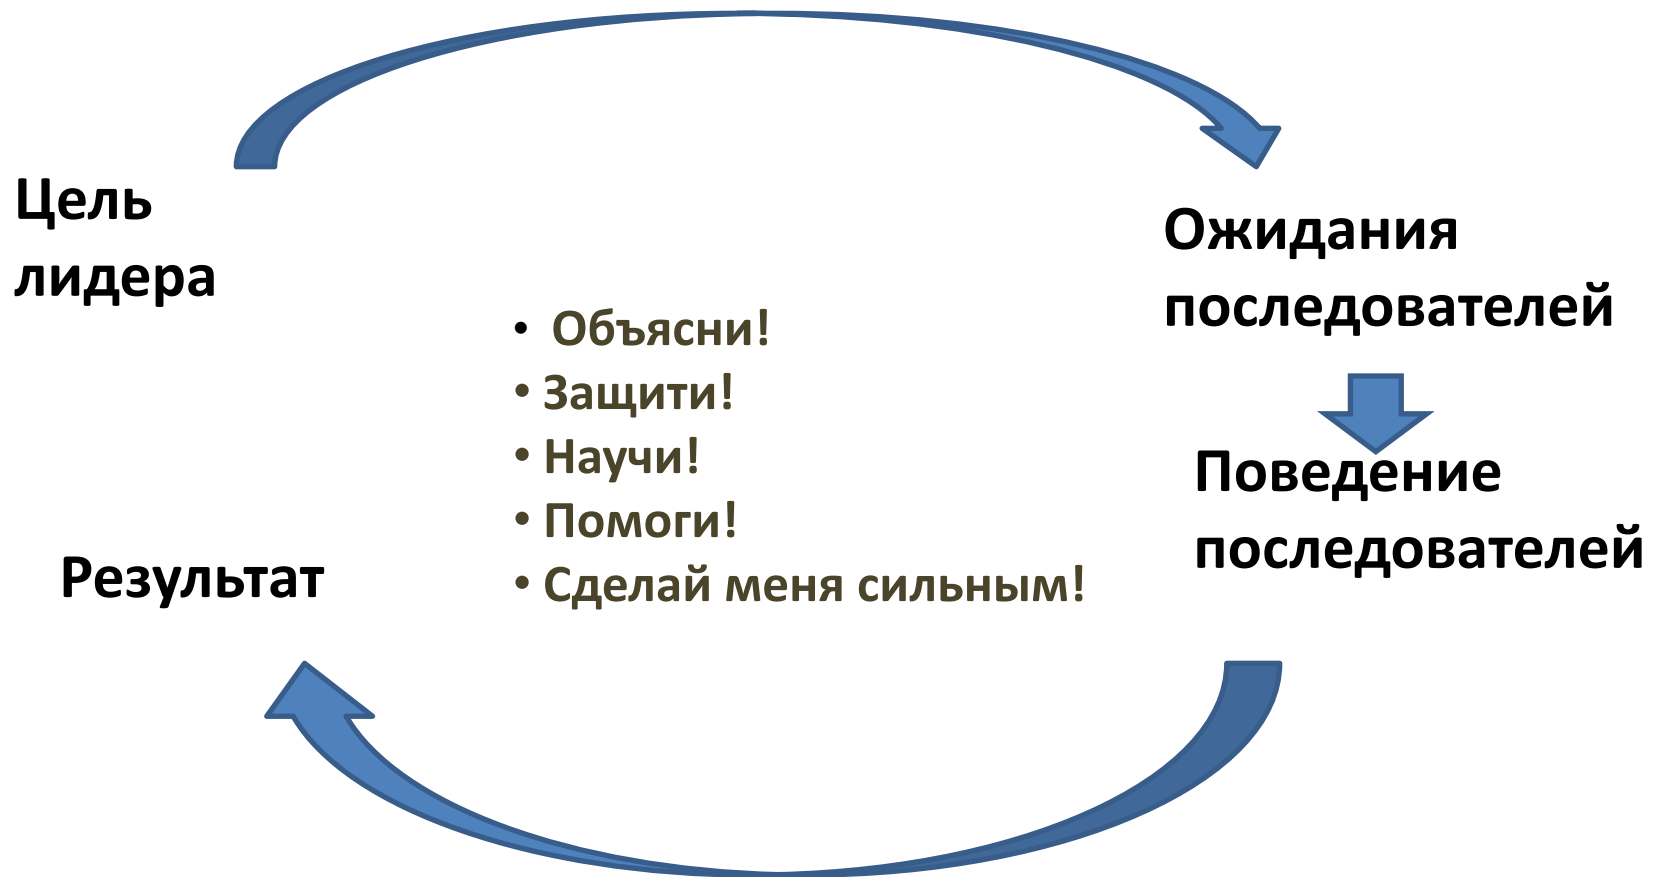 Цель
лидера
Ожидания
последователей
• Объясни!
• Защити!
• Научи!
• Помоги!
• Сделай меня сильным!
Поведение
последователей
Результат